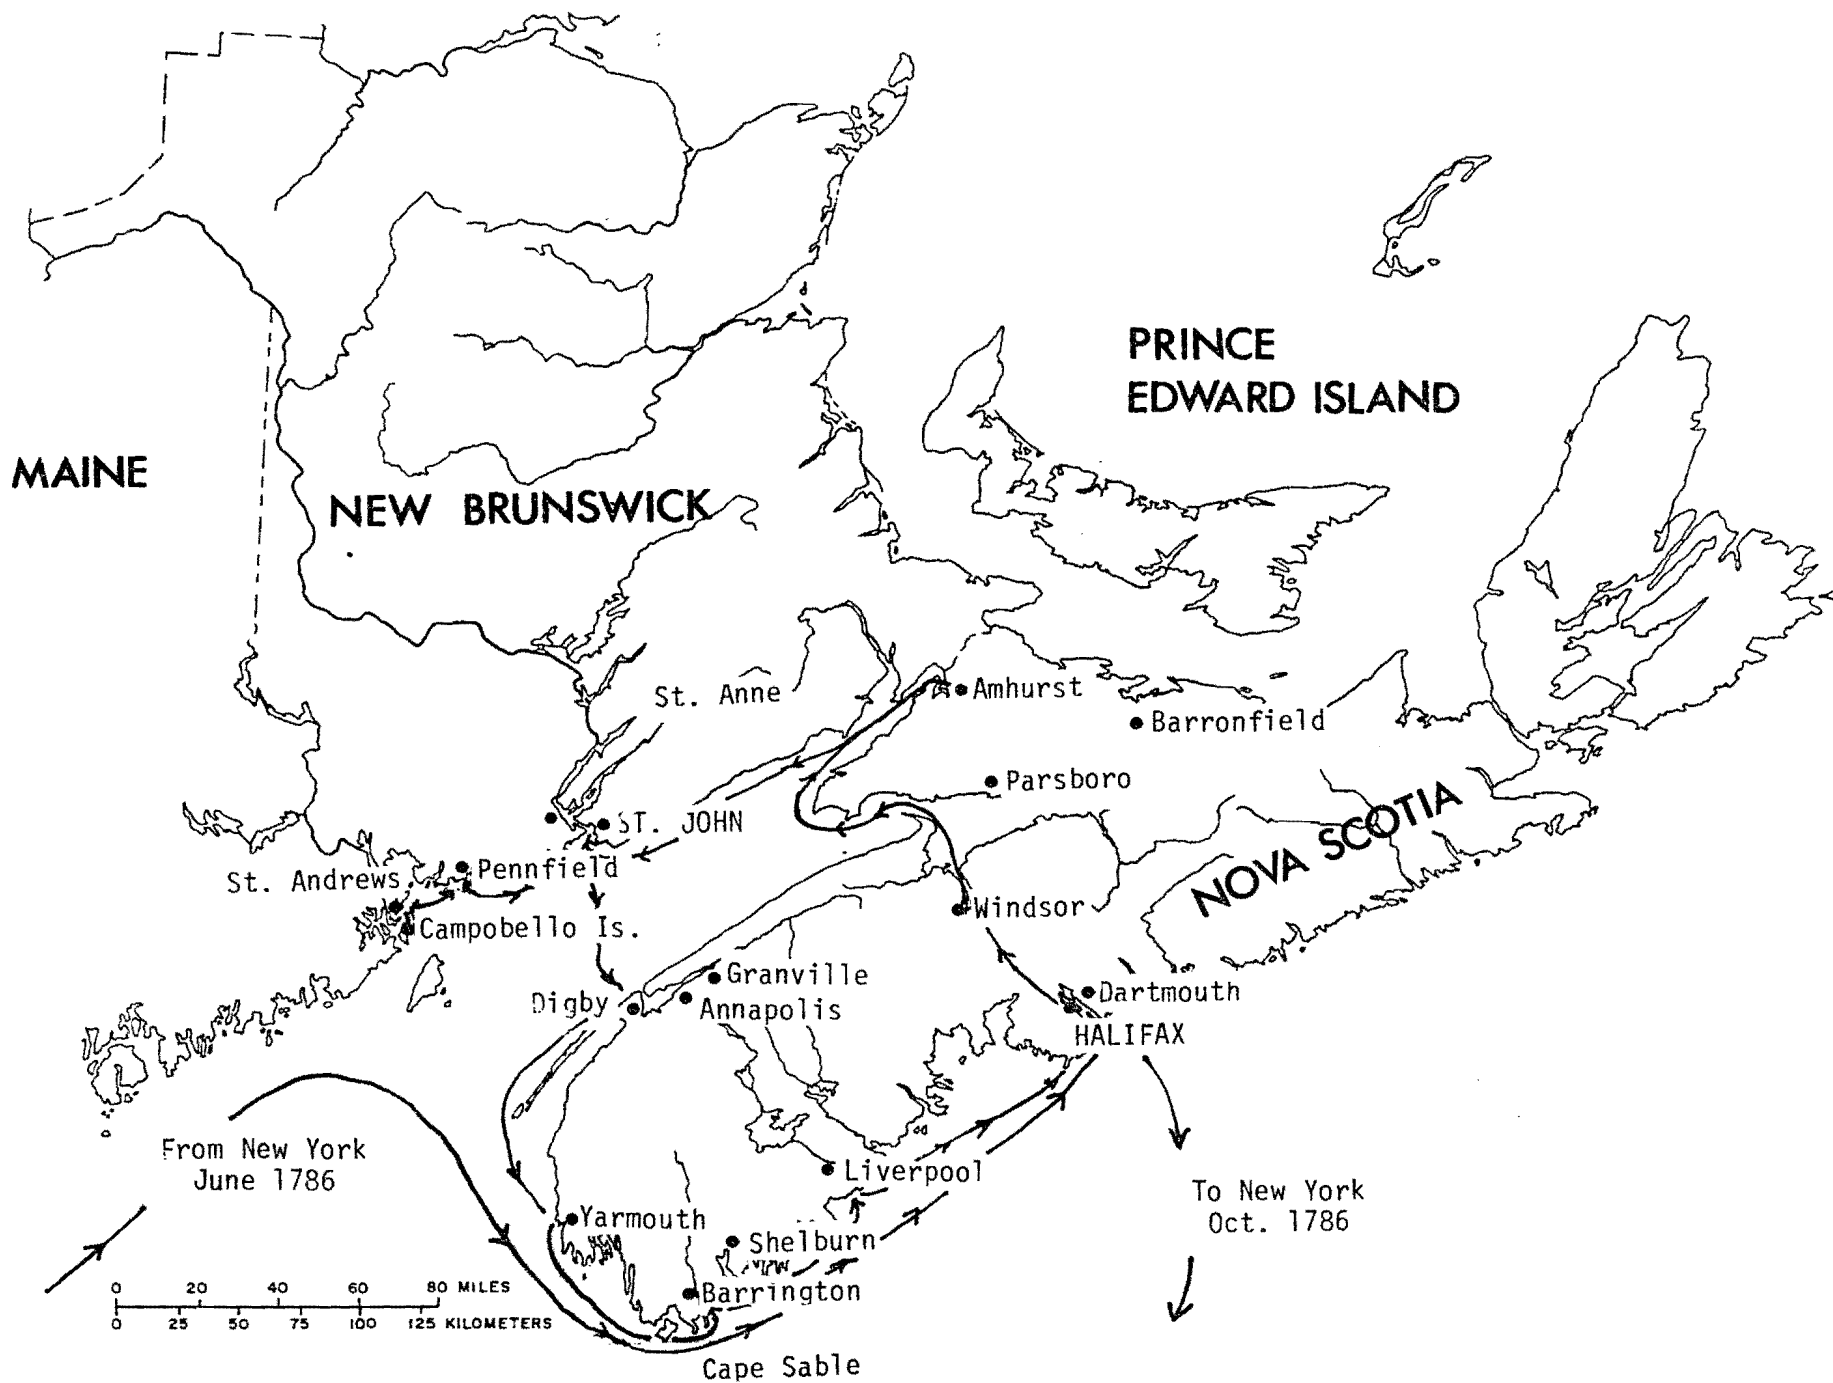 PRINCE
EDWARD ISLAND
MAINE
NEW BRUNSWICK
St. Anne
Amhurst
Barronfield
Parsboro
NOVA SCOTIA
ST. JOHN
Pennfield
St. Andrews
Campobello Is.
Windsor
Granville
Digby
Annapolis
Dartmouth
HALIFAX
From New York
June 1786
Liverpool
To New York
Oct. 1786
Yarmouth
Shelburn
Barrington
0 20 40 60 80 MILES
0 25 50 75 100 125 KILOMETERS
Cape Sable